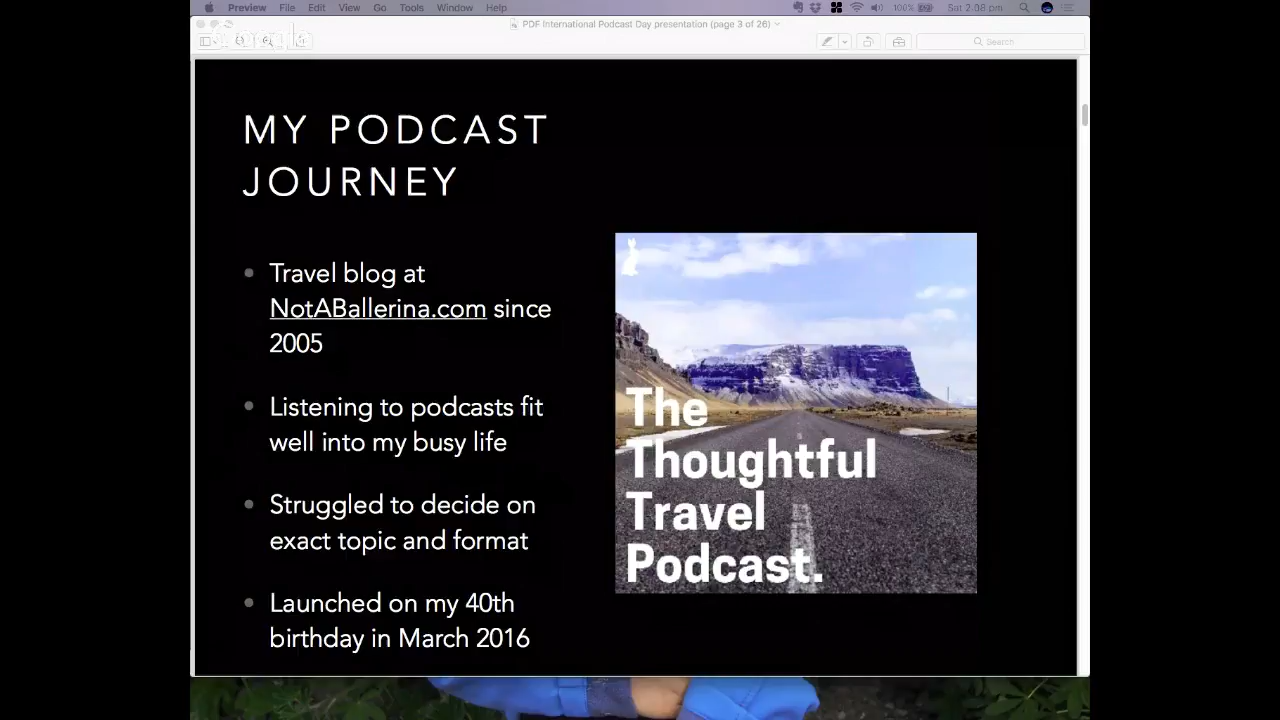 Preview File Edit View Go Tools Window Help 100% Sat 2:08 pm
PDF International Podcast Day presentation (page 3 of 26)
Search
MY PODCAST
JOURNEY
Travel blog at
NotABallerina.com since
2005
Listening to podcasts fit
well into my busy life
Struggled to decide on
exact topic and format
Launched on my 40th
birthday in March 2016
The
Thoughtful
Travel
Podcast.